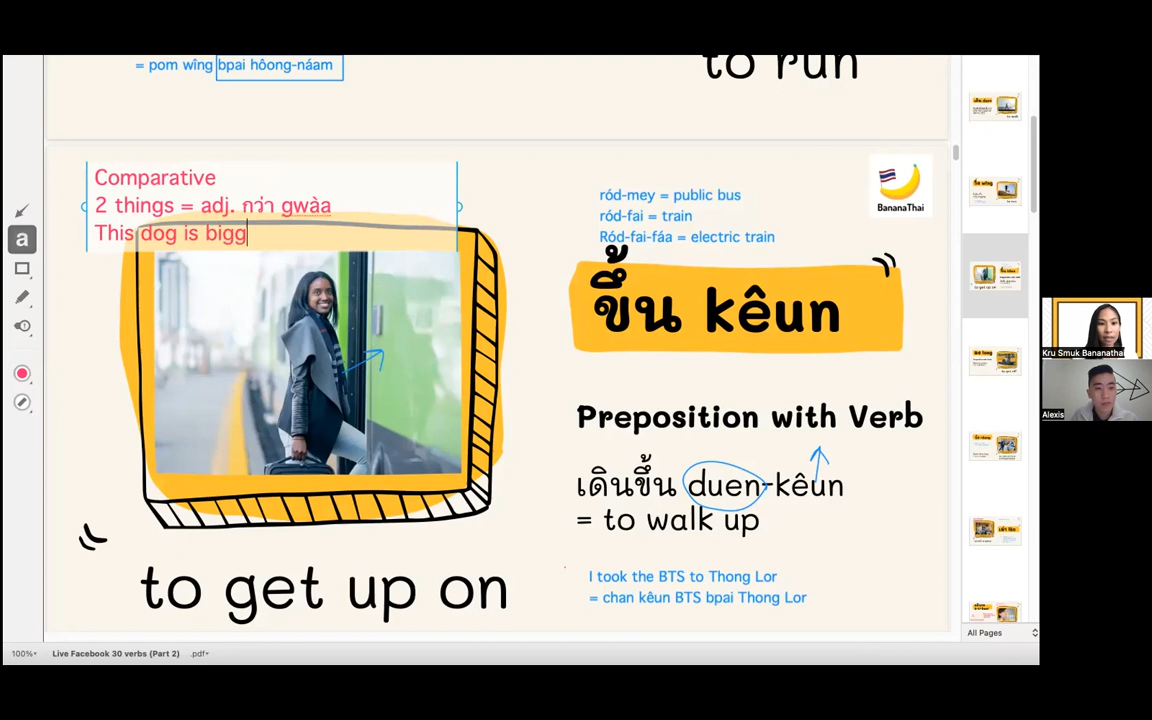 = pom wîng bpai hôong-náam
to run
Comparative
2 things = adj. กว่า gwàa
This dog is bigg
to get up on
BananaThai
ród-mey = public bus
ród-fai = train
Ród-fai-fáa = electric train
ขึ้น kêun
Preposition with Verb
เดินขึ้น duen-kêun
= to walk up
I took the BTS to Thong Lor
= chan kêun BTS bpai Thong Lor
a
All Pages
Kru Smuk Bananathai
Alexis
100%
Live Facebook 30 verbs (Part 2) .pdf